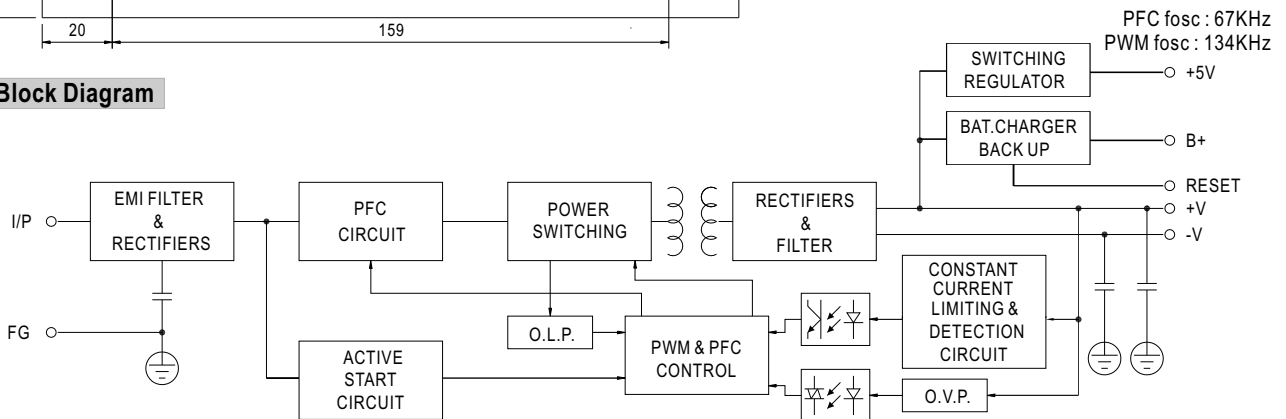 PFC fosc : 67KHz
PWM fosc : 134KHz
20
159
Block Diagram
SWITCHING
REGULATOR
+5V
BAT.CHARGER
BACK UP
B+
RESET
+V
-V
I/P
EMI FILTER
&
RECTIFIERS
PFC
CIRCUIT
POWER
SWITCHING
RECTIFIERS
&
FILTER
CONSTANT
CURRENT
LIMITING &
DETECTION
CIRCUIT
FG
O.L.P.
PWM & PFC
CONTROL
ACTIVE
START
CIRCUIT
O.V.P.